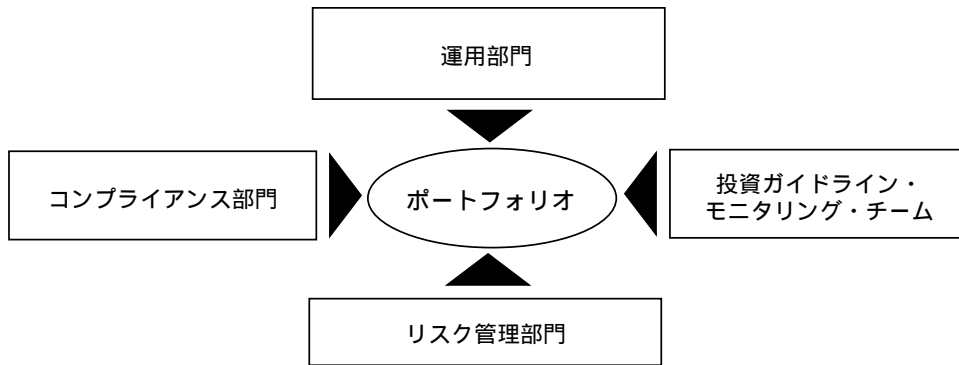 運用部門
コンプライアンス部門
ポートフォリオ
投資ガイドライン・
モニタリング・チーム
リスク管理部門